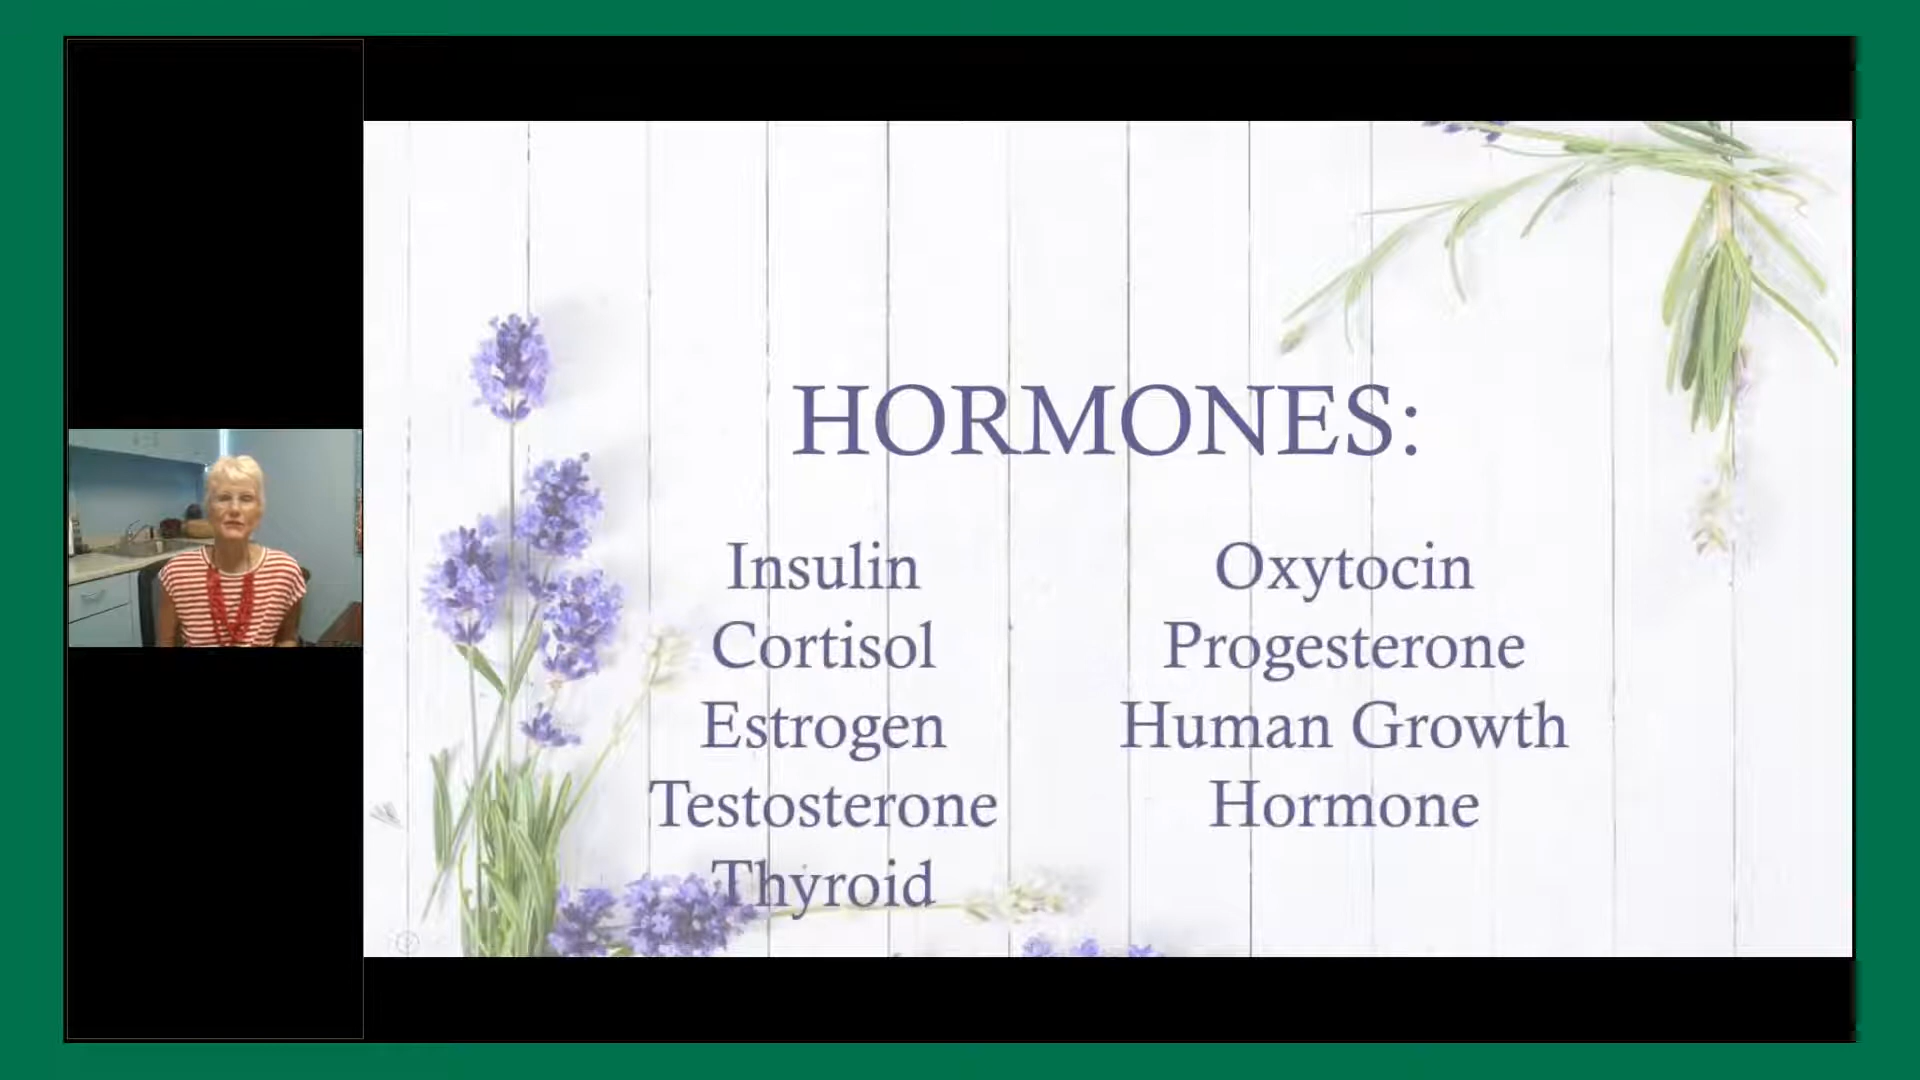 HORMONES:
Insulin
Cortisol
Estrogen
Testosterone
Thyroid
Oxytocin
Progesterone
Human Growth
Hormone